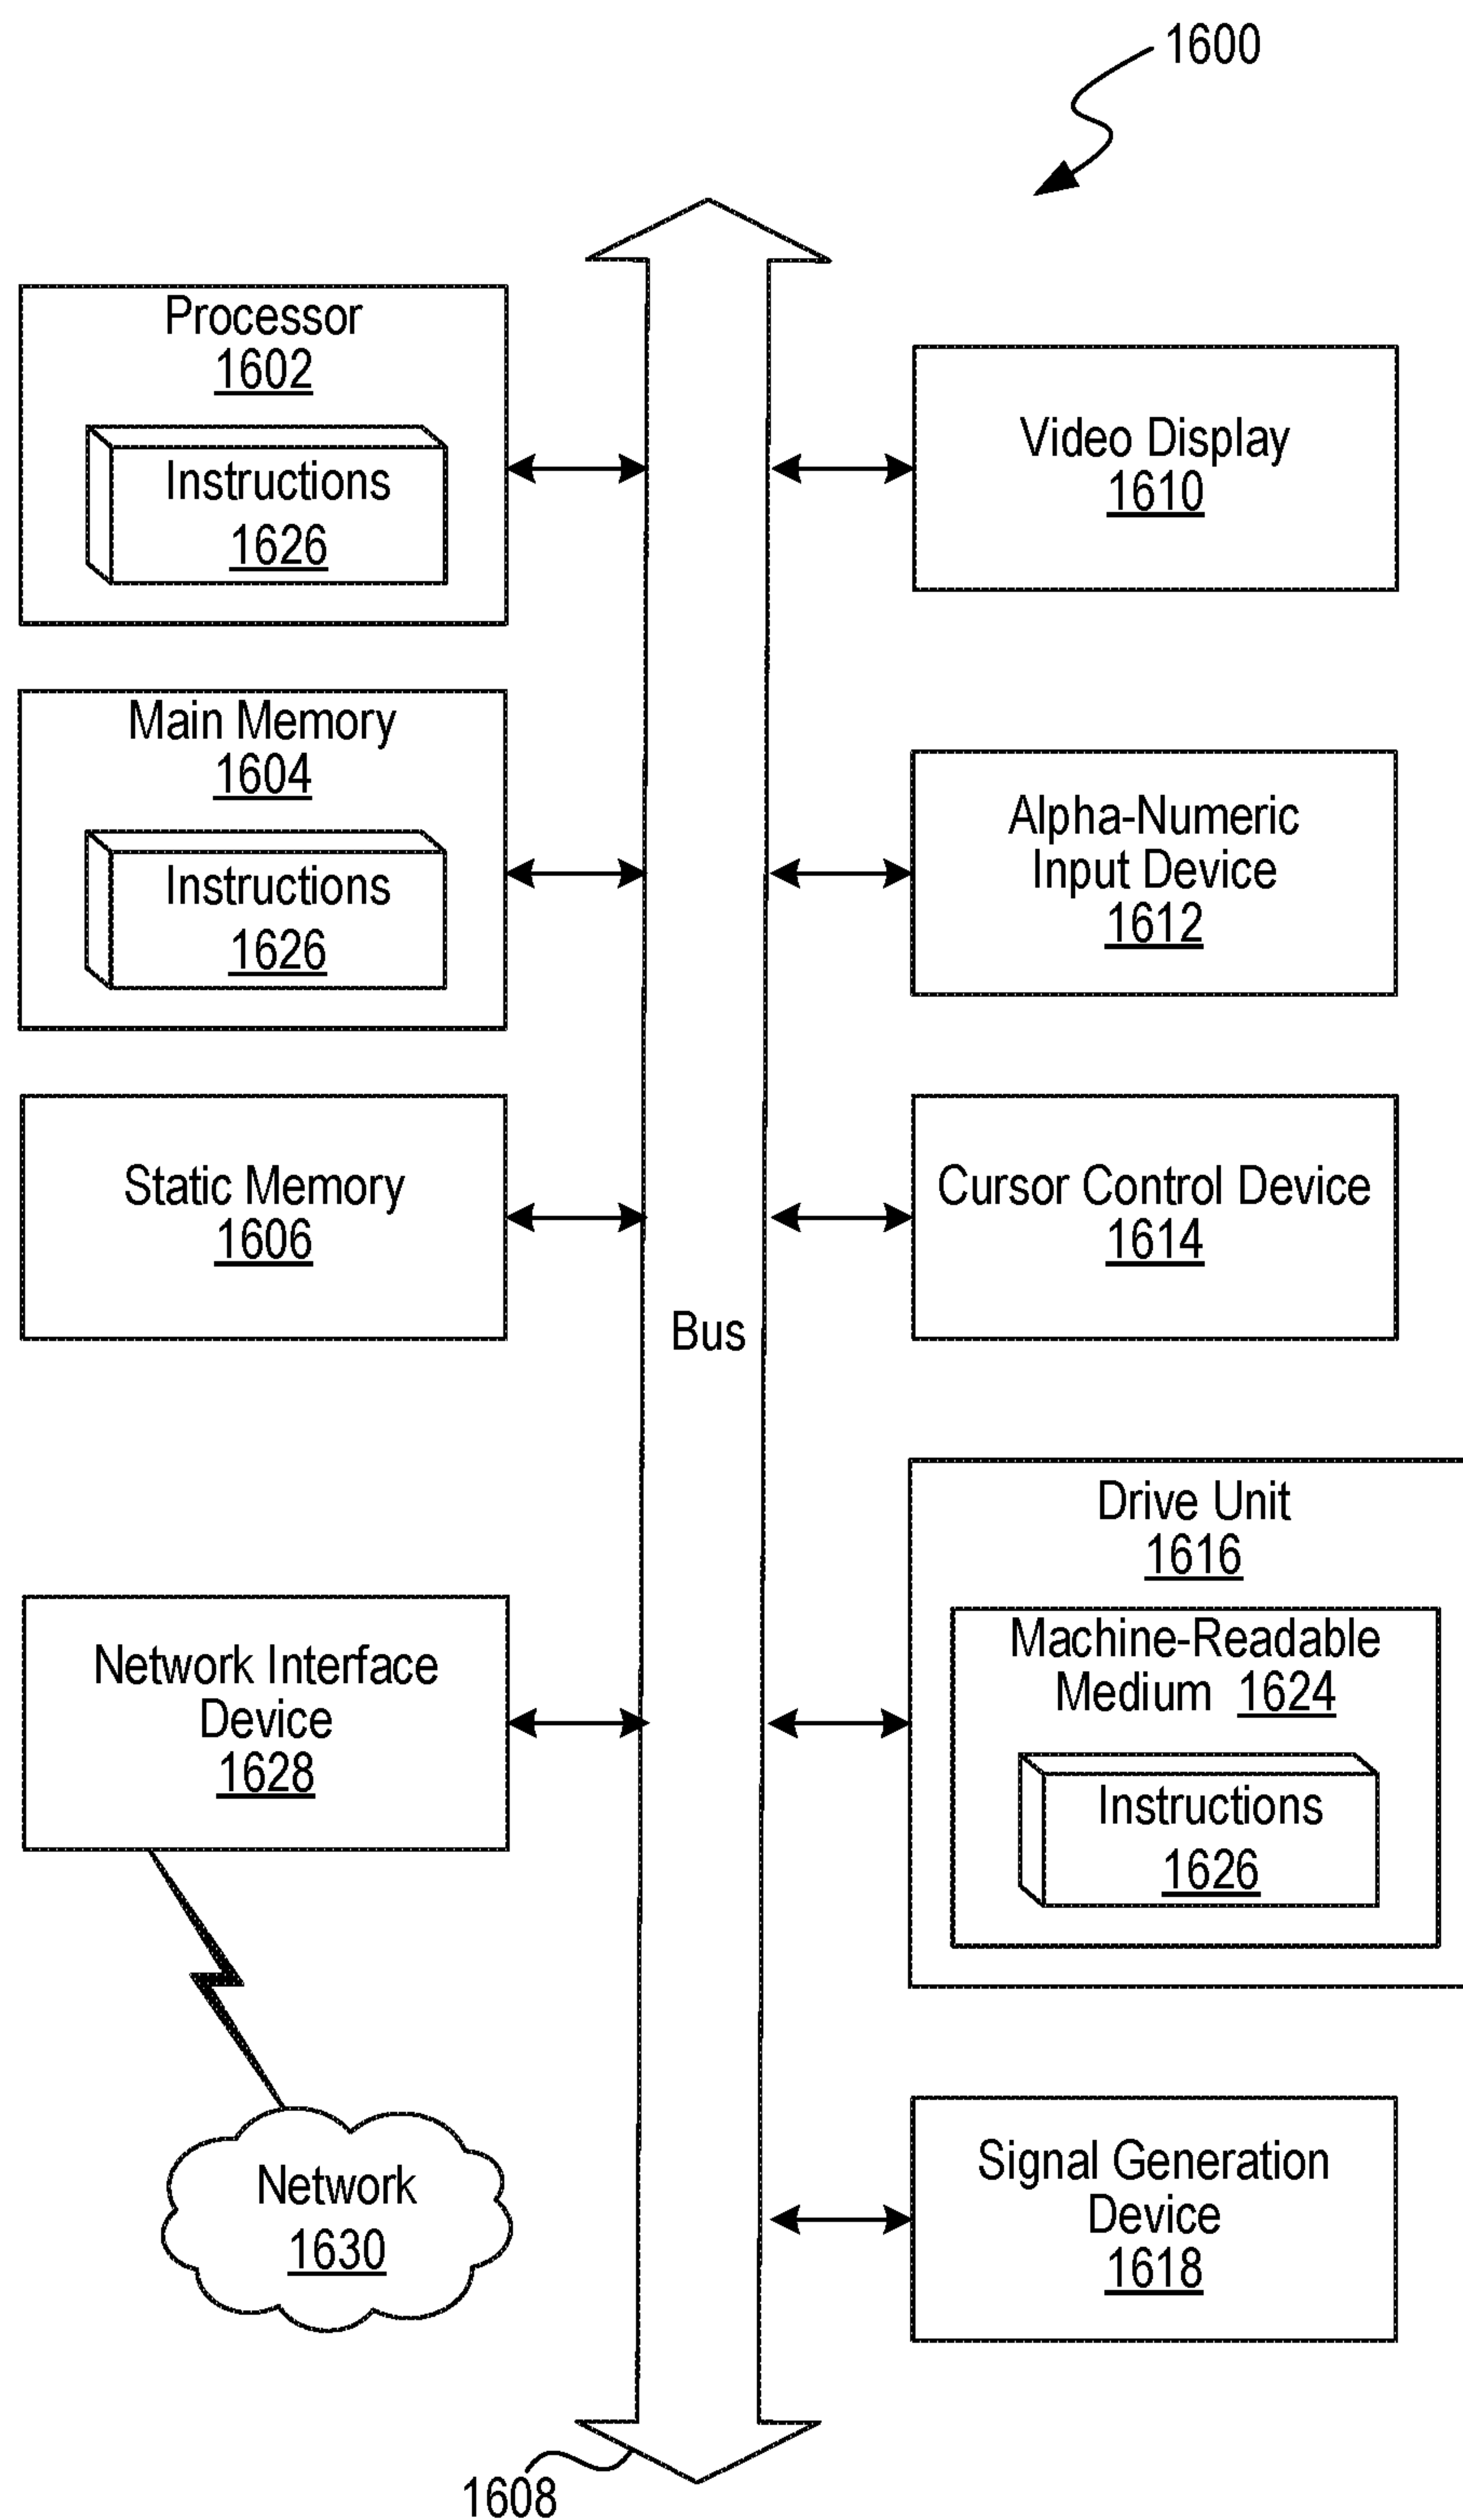 1600
Processor
1602
Instructions
1626
Video Display
1610
Main Memory
1604
Instructions
1626
Alpha-Numeric
Input Device
1612
Static Memory
1606
Cursor Control Device
1614
Bus
Drive Unit
1616
Machine-Readable
Medium 1624
Instructions
1626
Network Interface
Device
1628
Network
1630
Signal Generation
Device
1618
1608